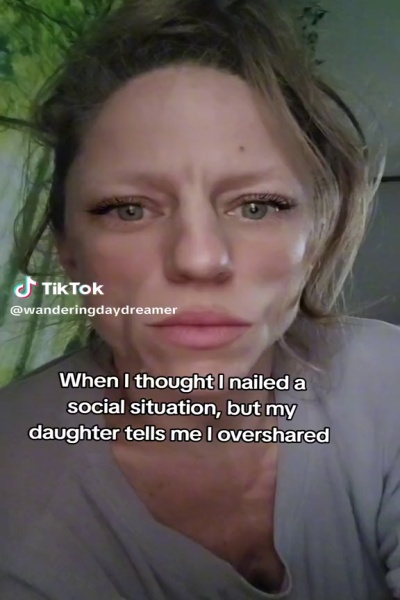 TikTok
@wanderingdaydreamer
When I thought I nailed a
social situation, but my
daughter tells me I overshared